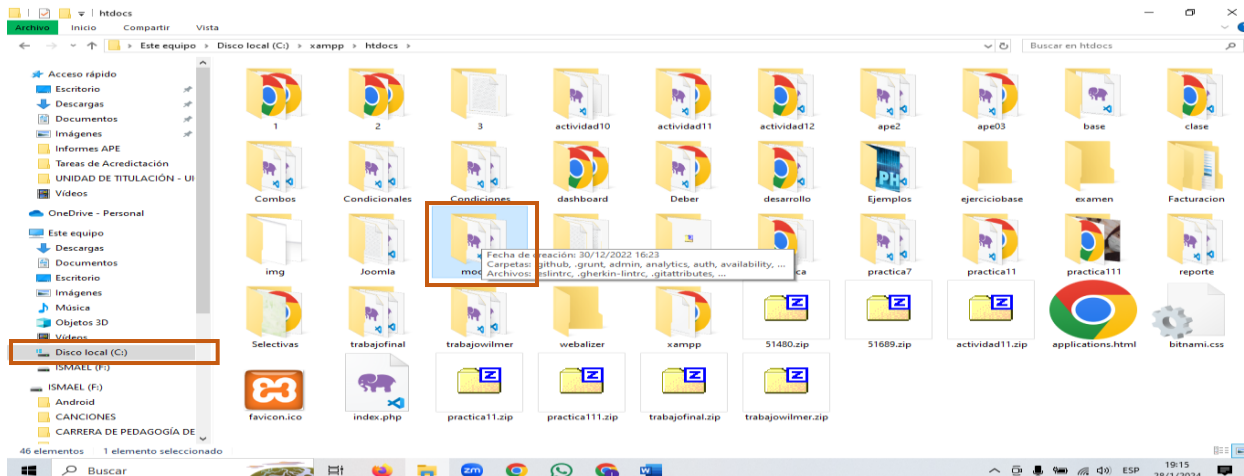 htdocs
Archivo Inicio Compartir Vista
Este equipo > Disco local (C:) > xampp > htdocs >
Buscar en htdocs
Acceso rápido
Escritorio
Descargas
Documentos
Imágenes
Informes APE
Tareas de Acreditactación
UNIDAD DE TITULACIÓN - UI
Vídeos
OneDrive - Personal
Este equipo
Descargas
Documentos
Escritorio
Imágenes
Música
Objetos 3D
Vídeos
Disco local (C:)
ISMAEL (F:)
ISMAEL (F:)
Android
CANCIONES
CARRERA DE PEDAGOGÍA DE
1 2 3 actividad10 actividad11 actividad12 ape2 ape03 base clase
Combos Condicionales Condiciones dashboard Deber desarrollo Ejemplos ejerciciobase examen Facturacion
img Joomla moo practica7 practica11 practica111 reporte
Fecha de creación: 30/12/2022 16:23
Carpetas: .github, .grunt, admin, analytics, auth, availability, ...
Archivos: .eslintrc, .gherkin-lintrc, .gitattributes, ...
Selectivas trabajofinal trabajowilmer webalizer xampp 51480.zip 51689.zip actividad11.zip applications.html bitnami.css
favicon.ico index.php practica11.zip practica111.zip trabajofinal.zip trabajowilmer.zip
46 elementos 1 elemento seleccionado
Buscar
zm
ESP
19:15
28/1/2024